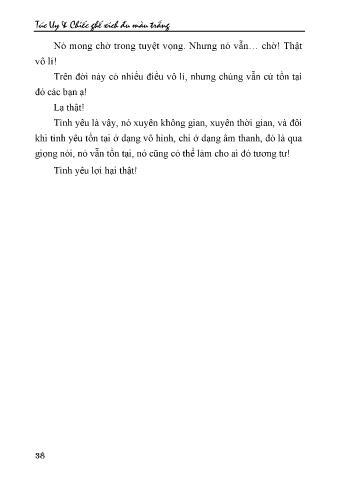 Túc Uy & Chiếc ghế xích đu màu trắng
Nó mong chờ trong tuyệt vọng. Nhưng nó vẫn… chờ! Thật
vô lí!
Trên đời này có nhiều điều vô lí, nhưng chúng vẫn cứ tồn tại
đó các bạn ạ!
Lạ thật!
Tình yêu là vậy, nó xuyên không gian, xuyên thời gian, và đôi
khi tình yêu tồn tại ở dạng vô hình, chỉ ở dạng âm thanh, đó là qua
giọng nói, nó vẫn tồn tại, nó cũng có thể làm cho ai đó tương tư!
Tình yêu lợi hại thật!
38